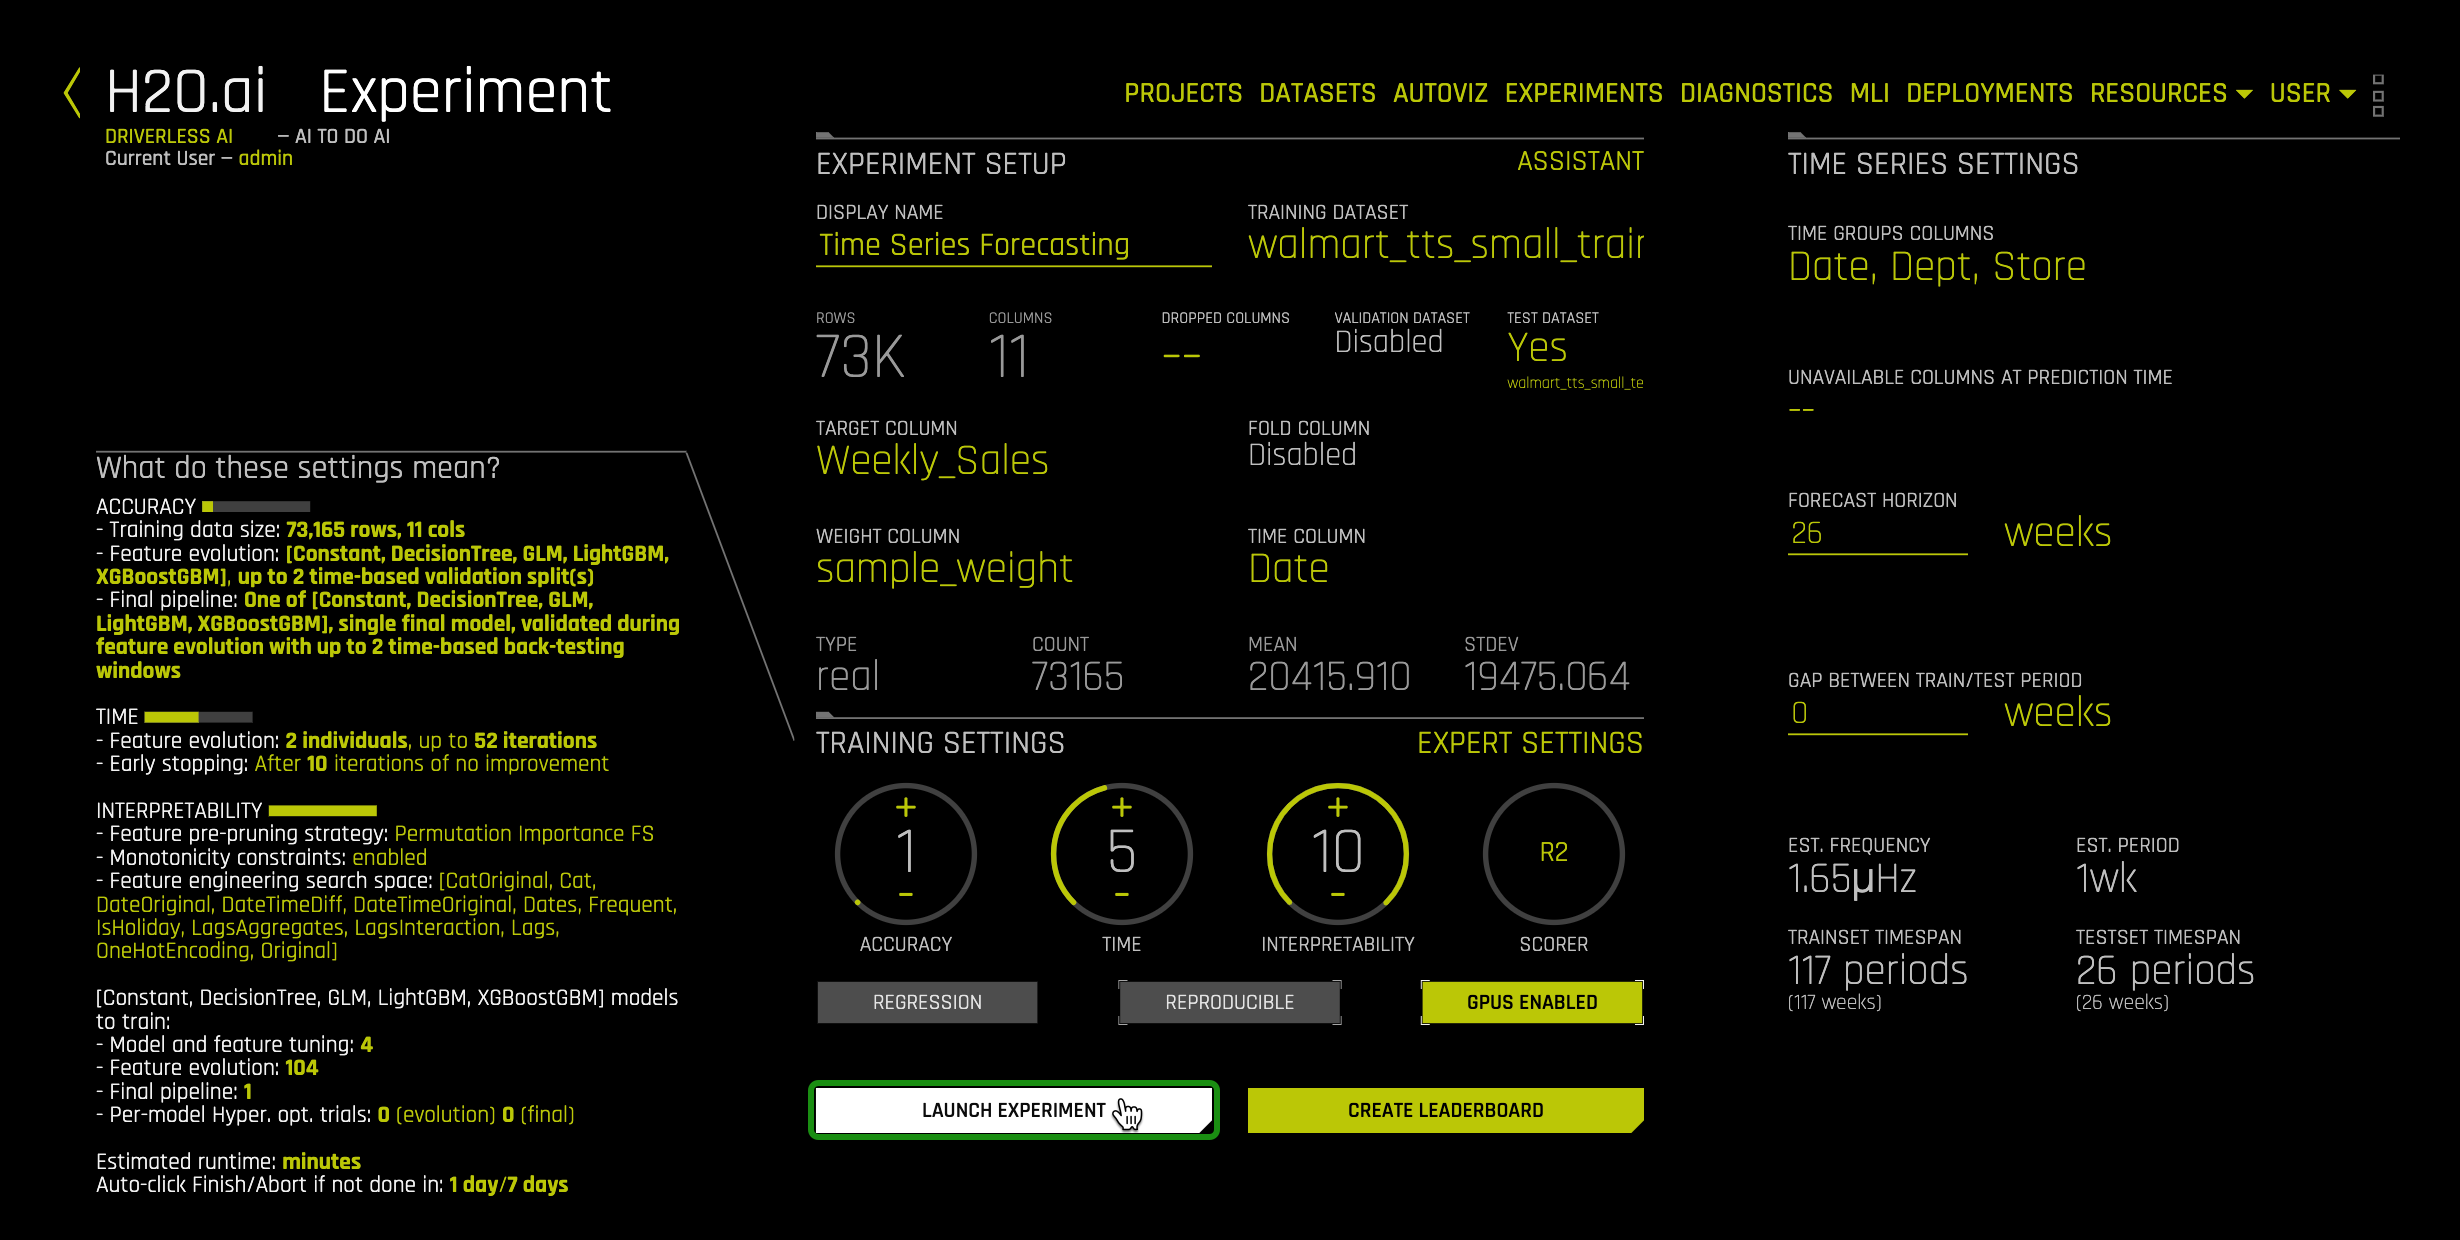 H2O.ai Experiment
DRIVERLESS AI — AI TO DO AI
Current User — admin
PROJECTS DATASETS AUTOVIZ EXPERIMENTS DIAGNOSTICS MLI DEPLOYMENTS RESOURCES USER
What do these settings mean?
ACCURACY
- Training data size: 73,165 rows, 11 cols
- Feature evolution: [Constant, DecisionTree, GLM, LightGBM,
XGBoostGBM], up to 2 time-based validation split(s)
- Final pipeline: One of [Constant, DecisionTree, GLM,
LightGBM, XGBoostGBM], single final model, validated during
feature evolution with up to 2 time-based back-testing
windows
TIME
- Feature evolution: 2 individuals, up to 52 iterations
- Early stopping: After 10 iterations of no improvement
INTERPRETABILITY
- Feature pre-pruning strategy: Permutation Importance FS
- Monotonicity constraints: enabled
- Feature engineering search space: [CatOriginal, Cat,
DateOriginal, DateTimeDiff, DateTimeOriginal, Dates, Frequent,
IsHoliday, LagsAggregates, LagsInteraction, Lags,
OneHotEncoding, Original]
[Constant, DecisionTree, GLM, LightGBM, XGBoostGBM] models
to train:
- Model and feature tuning: 4
- Feature evolution: 104
- Final pipeline: 1
- Per-model Hyper. opt. trials: 0 (evolution) 0 (final)
Estimated runtime: minutes
Auto-click Finish/Abort if not done in: 1 day/7 days
EXPERIMENT SETUP ASSISTANT
DISPLAY NAME TRAINING DATASET
Time Series Forecasting walmart_tts_small_trair
ROWS COLUMNS DROPPED COLUMNS VALIDATION DATASET TEST DATASET
73K 11 -- Disabled Yes
walmart_tts_small_te
TARGET COLUMN FOLD COLUMN
Weekly_Sales Disabled
WEIGHT COLUMN TIME COLUMN
sample_weight Date
TYPE COUNT MEAN STDEV
real 73165 20415.910 19475.064
TRAINING SETTINGS EXPERT SETTINGS
+ + +
1 5 10 R2
- - -
ACCURACY TIME INTERPRETABILITY SCORER
REGRESSION REPRODUCIBLE GPUS ENABLED
LAUNCH EXPERIMENT CREATE LEADERBOARD
TIME SERIES SETTINGS
TIME GROUPS COLUMNS
Date, Dept, Store
UNAVAILABLE COLUMNS AT PREDICTION TIME
--
FORECAST HORIZON
26 weeks
GAP BETWEEN TRAIN/TEST PERIOD
0 weeks
EST. FREQUENCY EST. PERIOD
1.65µHz 1wk
TRAINSET TIMESPAN TESTSET TIMESPAN
117 periods 26 periods
(117 weeks) (26 weeks)